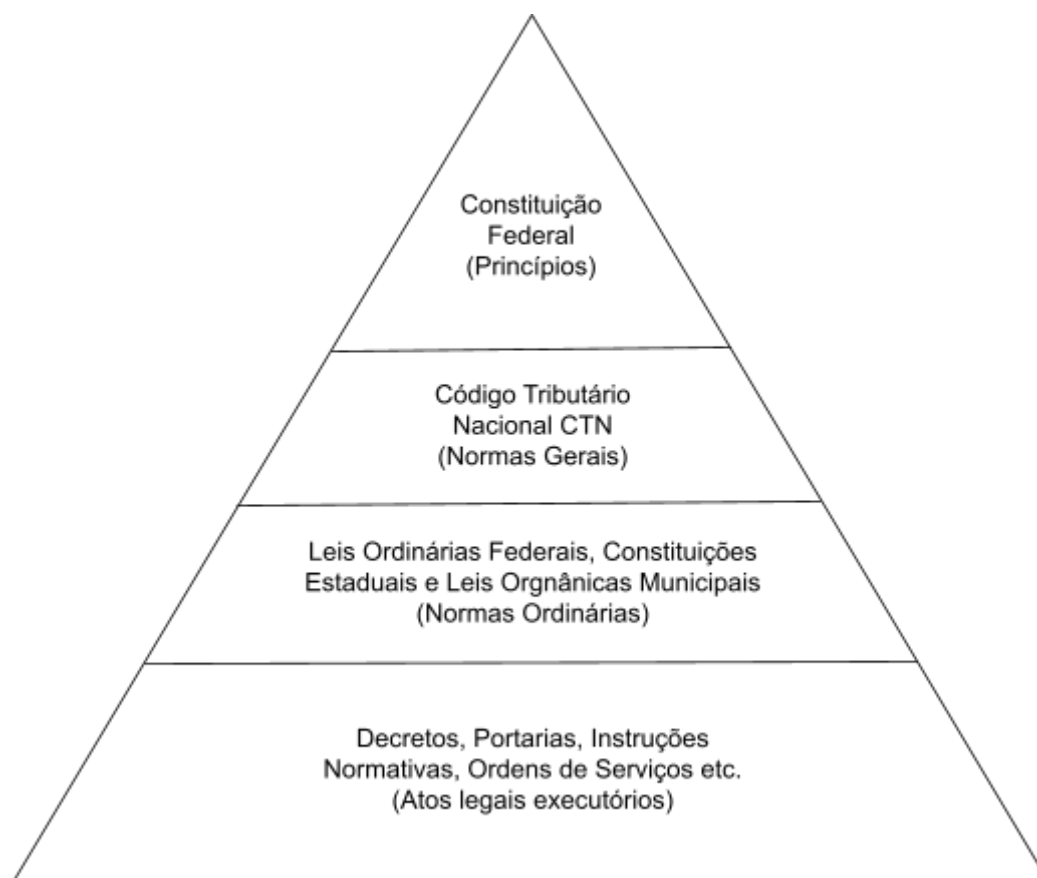 Constituição
Federal
(Princípios)
Código Tributário
Nacional CTN
(Normas Gerais)
Leis Ordinárias Federais, Constituições
Estaduais e Leis Orgnânicas Municipais
(Normas Ordinárias)
Decretos, Portarias, Instruções
Normativas, Ordens de Serviços etc.
(Atos legais executórios)